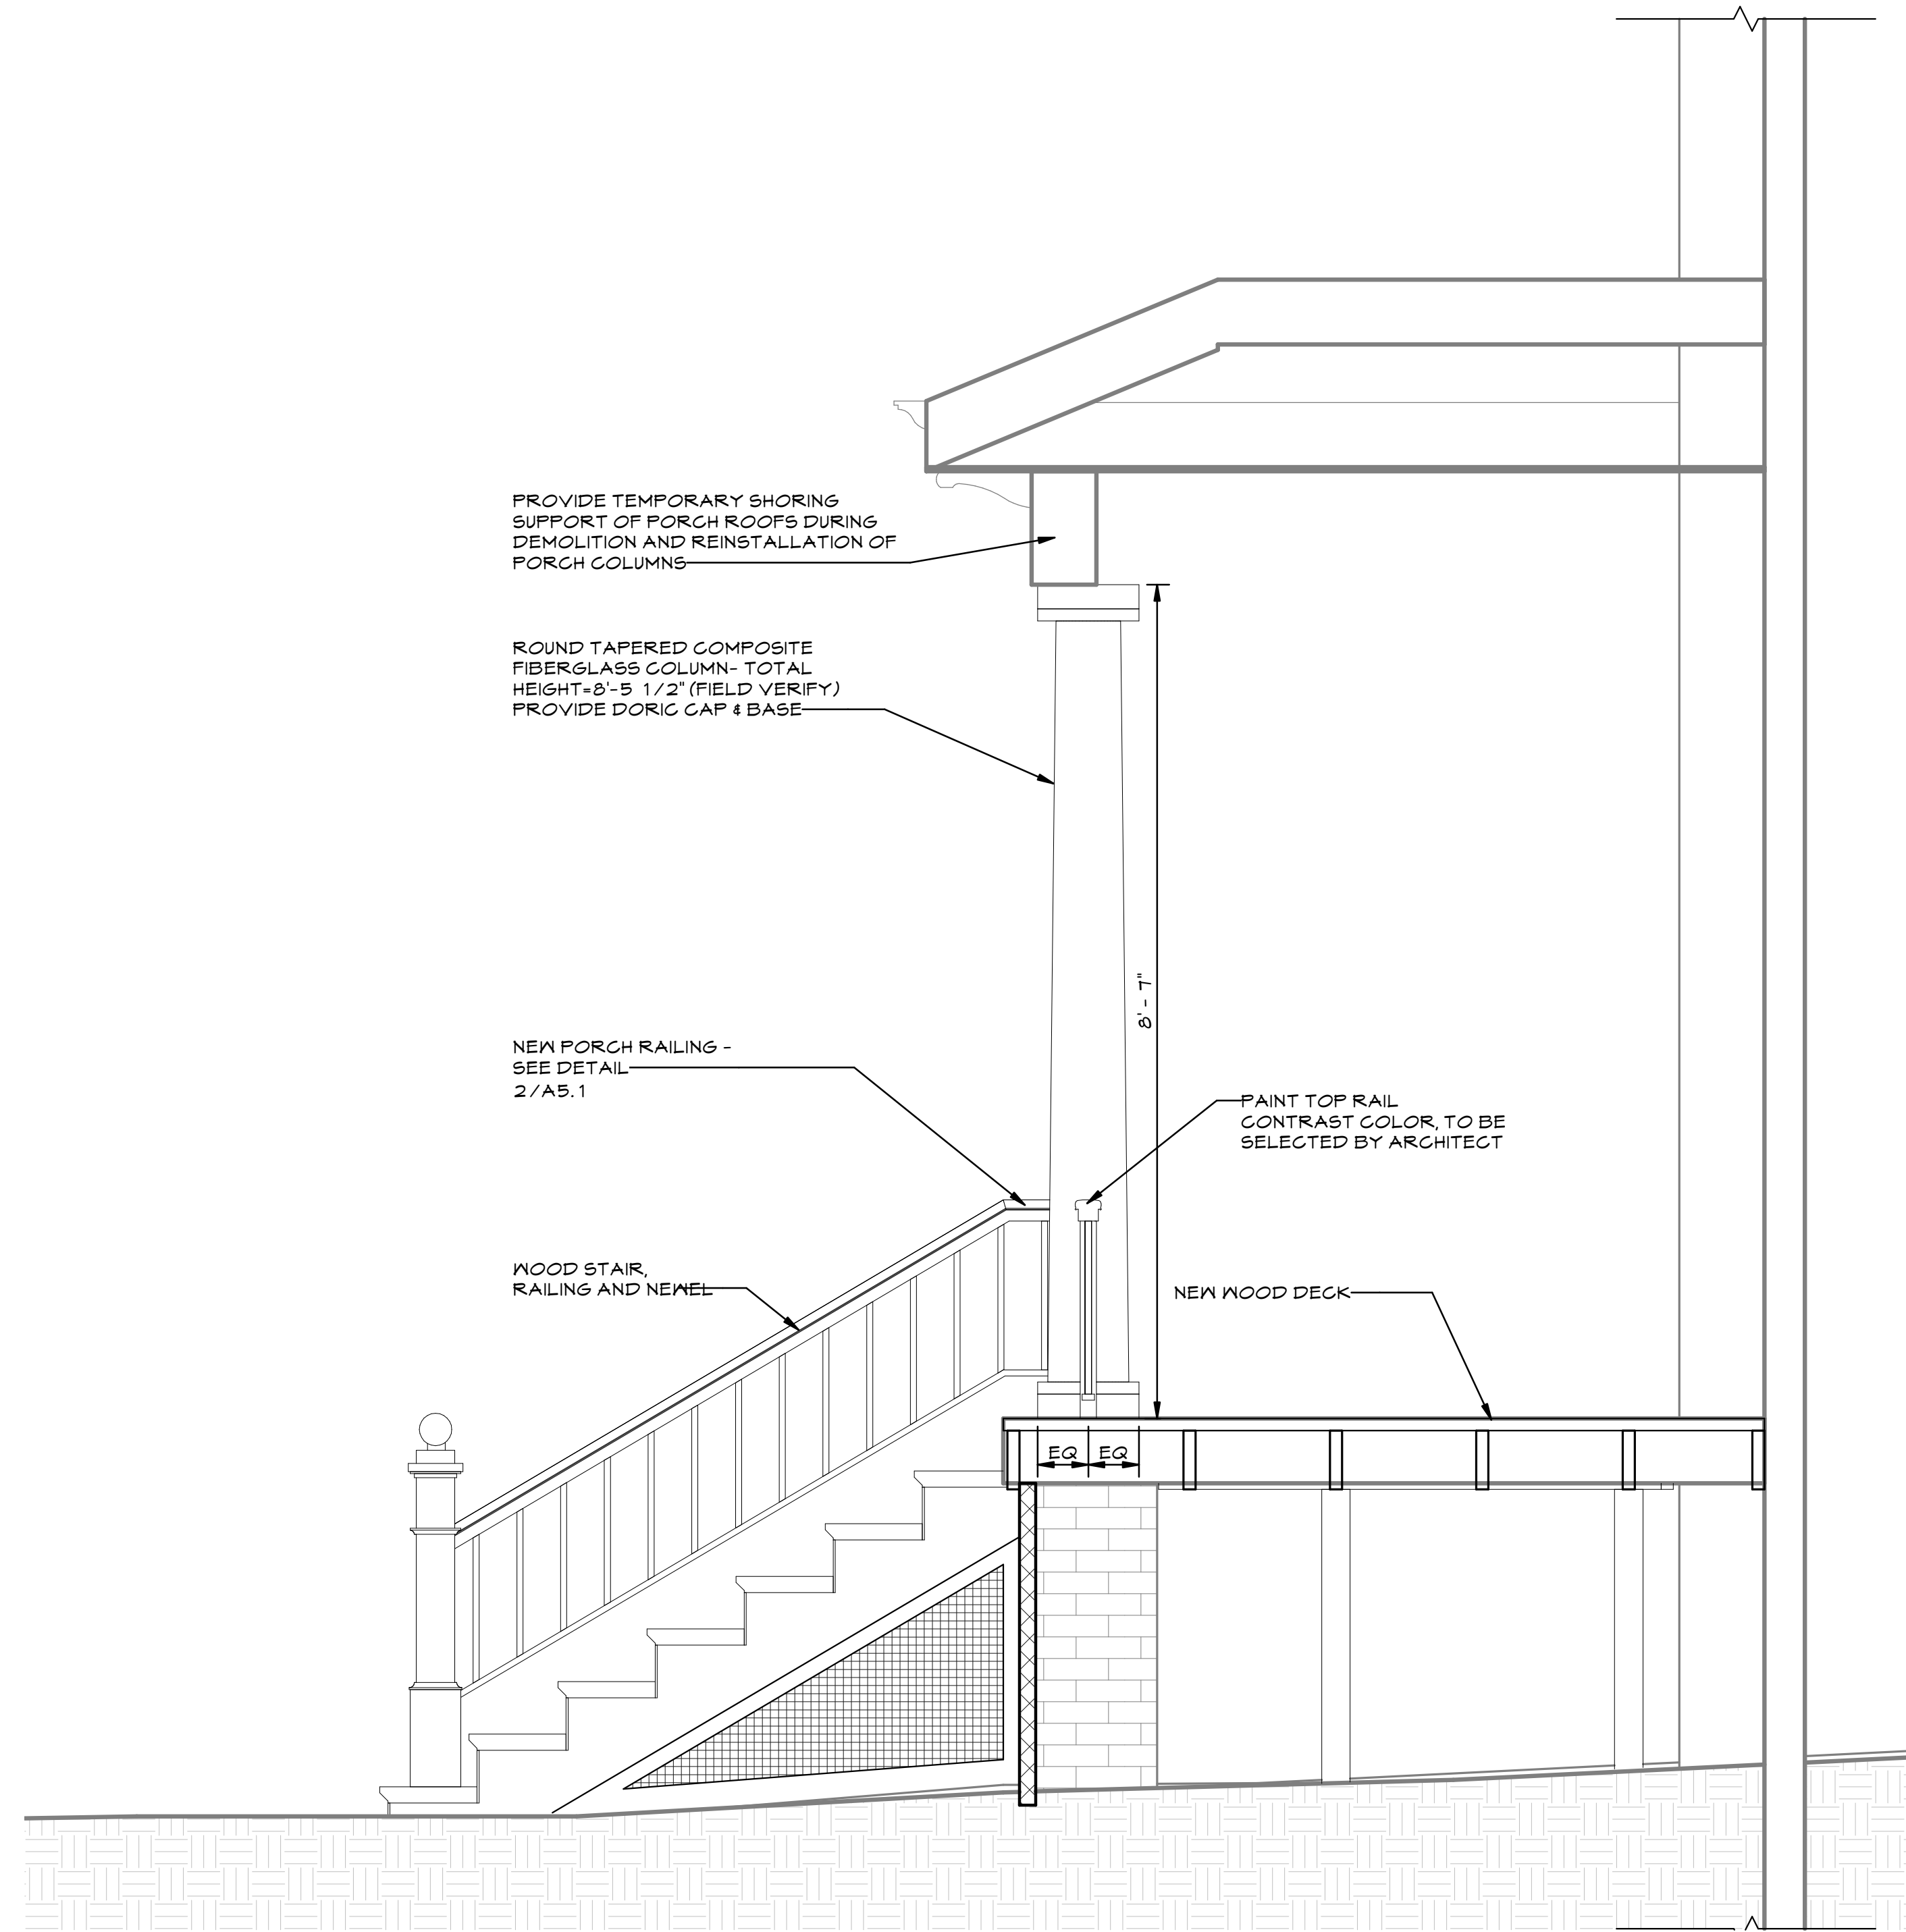 PROVIDE TEMPORARY SHORING
SUPPORT OF PORCH ROOFS DURING
DEMOLITION AND REINSTALLATION OF
PORCH COLUMNS
ROUND TAPERED COMPOSITE
FIBERGLASS COLUMN- TOTAL
HEIGHT=8'-5 1/2" (FIELD VERIFY)
PROVIDE DORIC CAP & BASE
8' - 7"
NEW PORCH RAILING -
SEE DETAIL
2/A5.1
PAINT TOP RAIL
CONTRAST COLOR, TO BE
SELECTED BY ARCHITECT
WOOD STAIR,
RAILING AND NEWEL
NEW WOOD DECK
EQ EQ